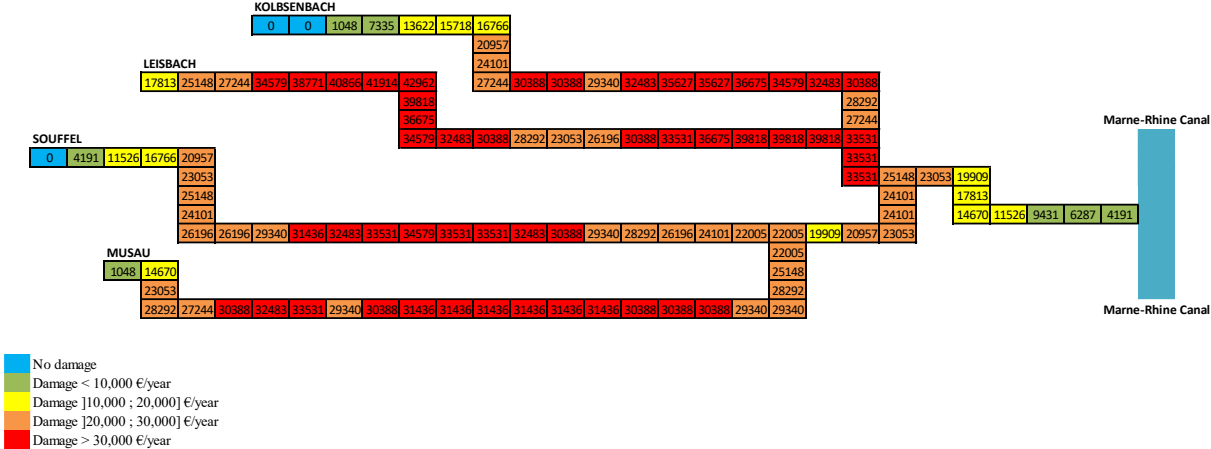 KOLBSENBACH
0 0 1048 7335 13622 15718 16766
20957
LEISBACH
24101
17813 25148 27244 34579 38771 40866 41914 42962 27244 30388 30388 29340 32483 35627 35627 36675 34579 32483 30388
39818 28292
36675 27244
Marne-Rhine Canal
34579 32483 30388 28292 23053 26196 30388 33531 36675 39818 39818 39818 33531
SOUFFEL
0 4191 11526 16766 20957 33531
23053 33531 25148 23053 19909
25148 24101 17813
24101 24101 14670 11526 9431 6287 4191
26196 26196 29340 31436 32483 33531 34579 33531 33531 32483 30388 29340 28292 26196 24101 22005 22005 19909 20957 23053
MUSAU
22005
1048 14670 25148
23053 28292
28292 27244 30388 32483 33531 29340 30388 31436 31436 31436 31436 31436 31436 30388 30388 30388 29340 29340
Marne-Rhine Canal
No damage
Damage < 10,000 €/year
Damage ]10,000 ; 20,000] €/year
Damage ]20,000 ; 30,000] €/year
Damage > 30,000 €/year